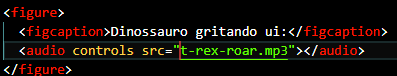 <figure>
<figcaption>Dinossauro gritando ui:</figcaption>
<audio controls src="t-rex-roar.mp3"></audio>
</figure>